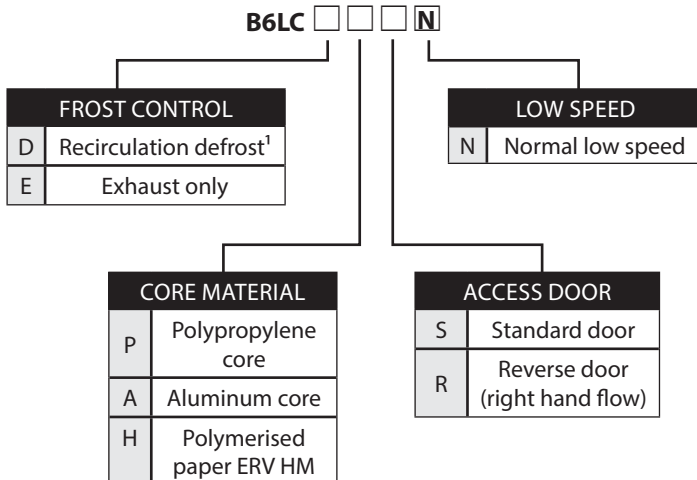 B6LC □ □ □ N
FROST CONTROL
D Recirculation defrost¹
E Exhaust only
LOW SPEED
N Normal low speed
CORE MATERIAL
P Polypropylene
core
A Aluminum core
H Polymerised
paper ERV HM
ACCESS DOOR
S Standard door
R Reverse door
(right hand flow)